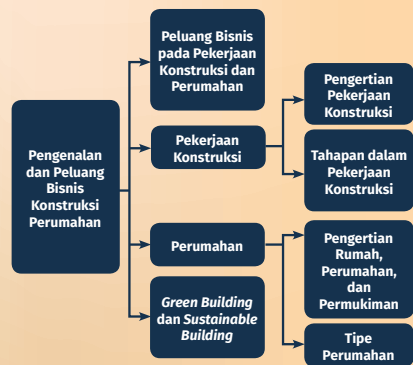 Pengenalan
dan Peluang
Bisnis
Konstruksi
Perumahan
Peluang Bisnis
pada Pekerjaan
Konstruksi dan
Perumahan
Pekerjaan
Konstruksi
Pengertian
Pekerjaan
Konstruksi
Tahapan dalam
Pekerjaan
Konstruksi
Perumahan
Pengertian
Rumah,
Perumahan,
dan
Permukiman
Tipe
Perumahan
Green Building
dan Sustainable
Building